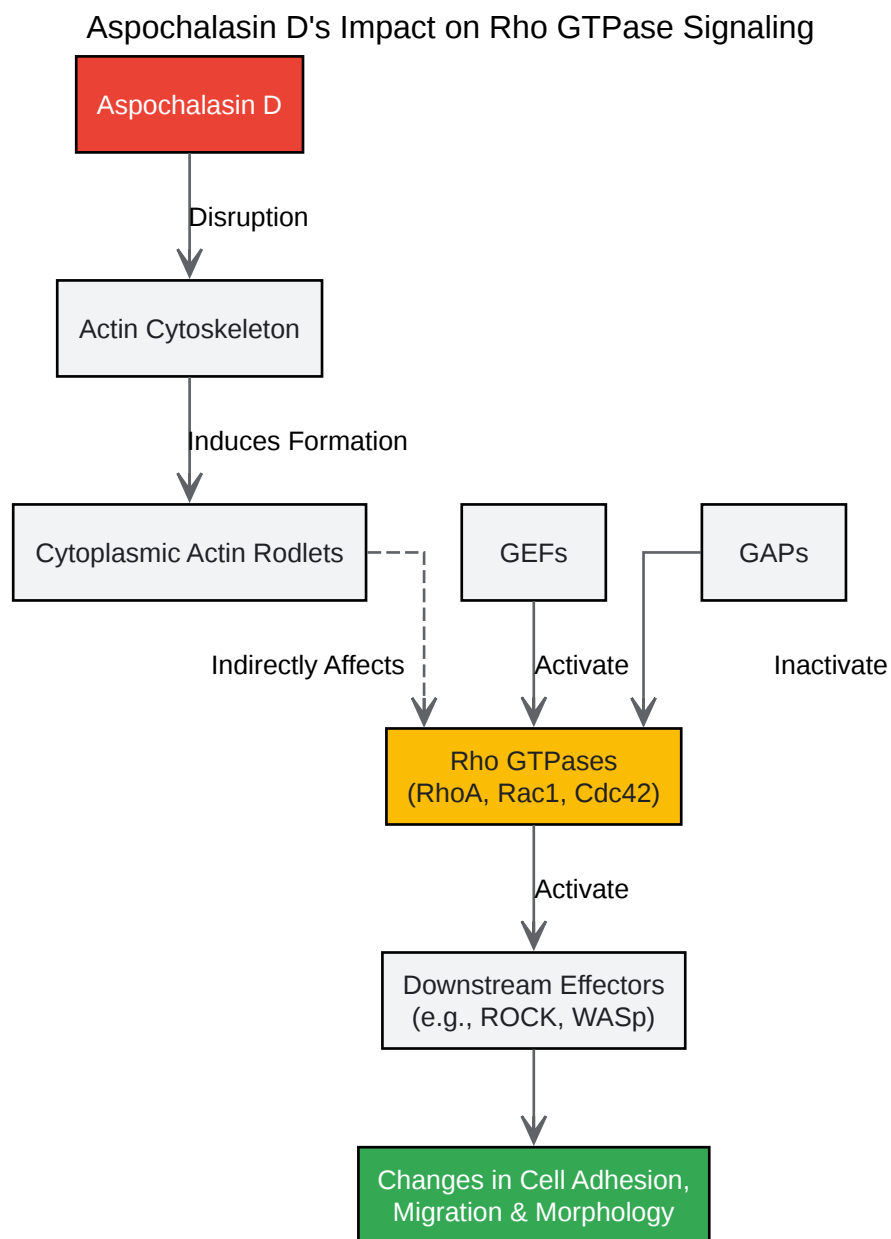 Aspochalasin D's Impact on Rho GTPase Signaling
Aspochalasin D
Disruption
Actin Cytoskeleton
Induces Formation
Cytoplasmic Actin Rodlets
GEFs
GAPs
Indirectly Affects
Activate
Inactivate
Rho GTPases
(RhoA, Rac1, Cdc42)
Activate
Downstream Effectors
(e.g., ROCK, WASp)
Changes in Cell Adhesion,
Migration & Morphology